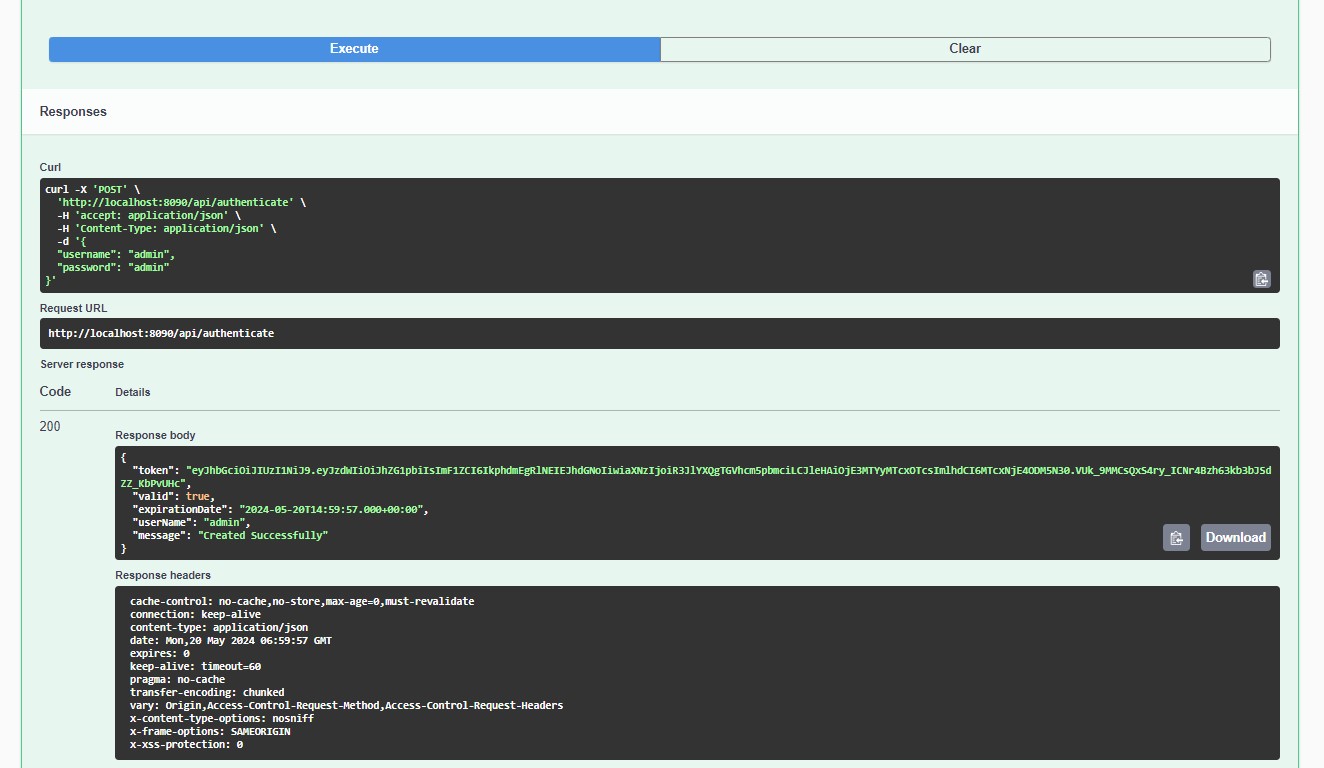 Execute
Clear
Responses
Curl
curl -X 'POST' \
'http://localhost:8090/api/authenticate' \
-H 'accept: application/json' \
-H 'Content-Type: application/json' \
-d '{
"username": "admin",
"password": "admin"
}'
Request URL
http://localhost:8090/api/authenticate
Server response
Code
Details
200
Response body
{
"token": "eyJhbGciOiJIUzI1NiJ9.eyJzdWIiOiJhZG1pbiIsImF1ZCI6IkphdmEgRlNEIEJhdGNoIiwiaXNzIjoiR3JlYXQgTGVhcm5pbmciLCJleHAiOjE3MTYyMTcxOTcsImlhdCI6MTcxNjE4ODM5N30.VUk_9MMCsQxS4ry_ICNr4Bzh63kb3bJSd
ZZ_KbPvUHc",
"valid": true,
"expirationDate": "2024-05-20T14:59:57.000+00:00",
"userName": "admin",
"message": "Created Successfully"
}
Download
Response headers
cache-control: no-cache,no-store,max-age=0,must-revalidate
connection: keep-alive
content-type: application/json
date: Mon,20 May 2024 06:59:57 GMT
expires: 0
keep-alive: timeout=60
pragma: no-cache
transfer-encoding: chunked
vary: Origin,Access-Control-Request-Method,Access-Control-Request-Headers
x-content-type-options: nosniff
x-frame-options: SAMEORIGIN
x-xss-protection: 0